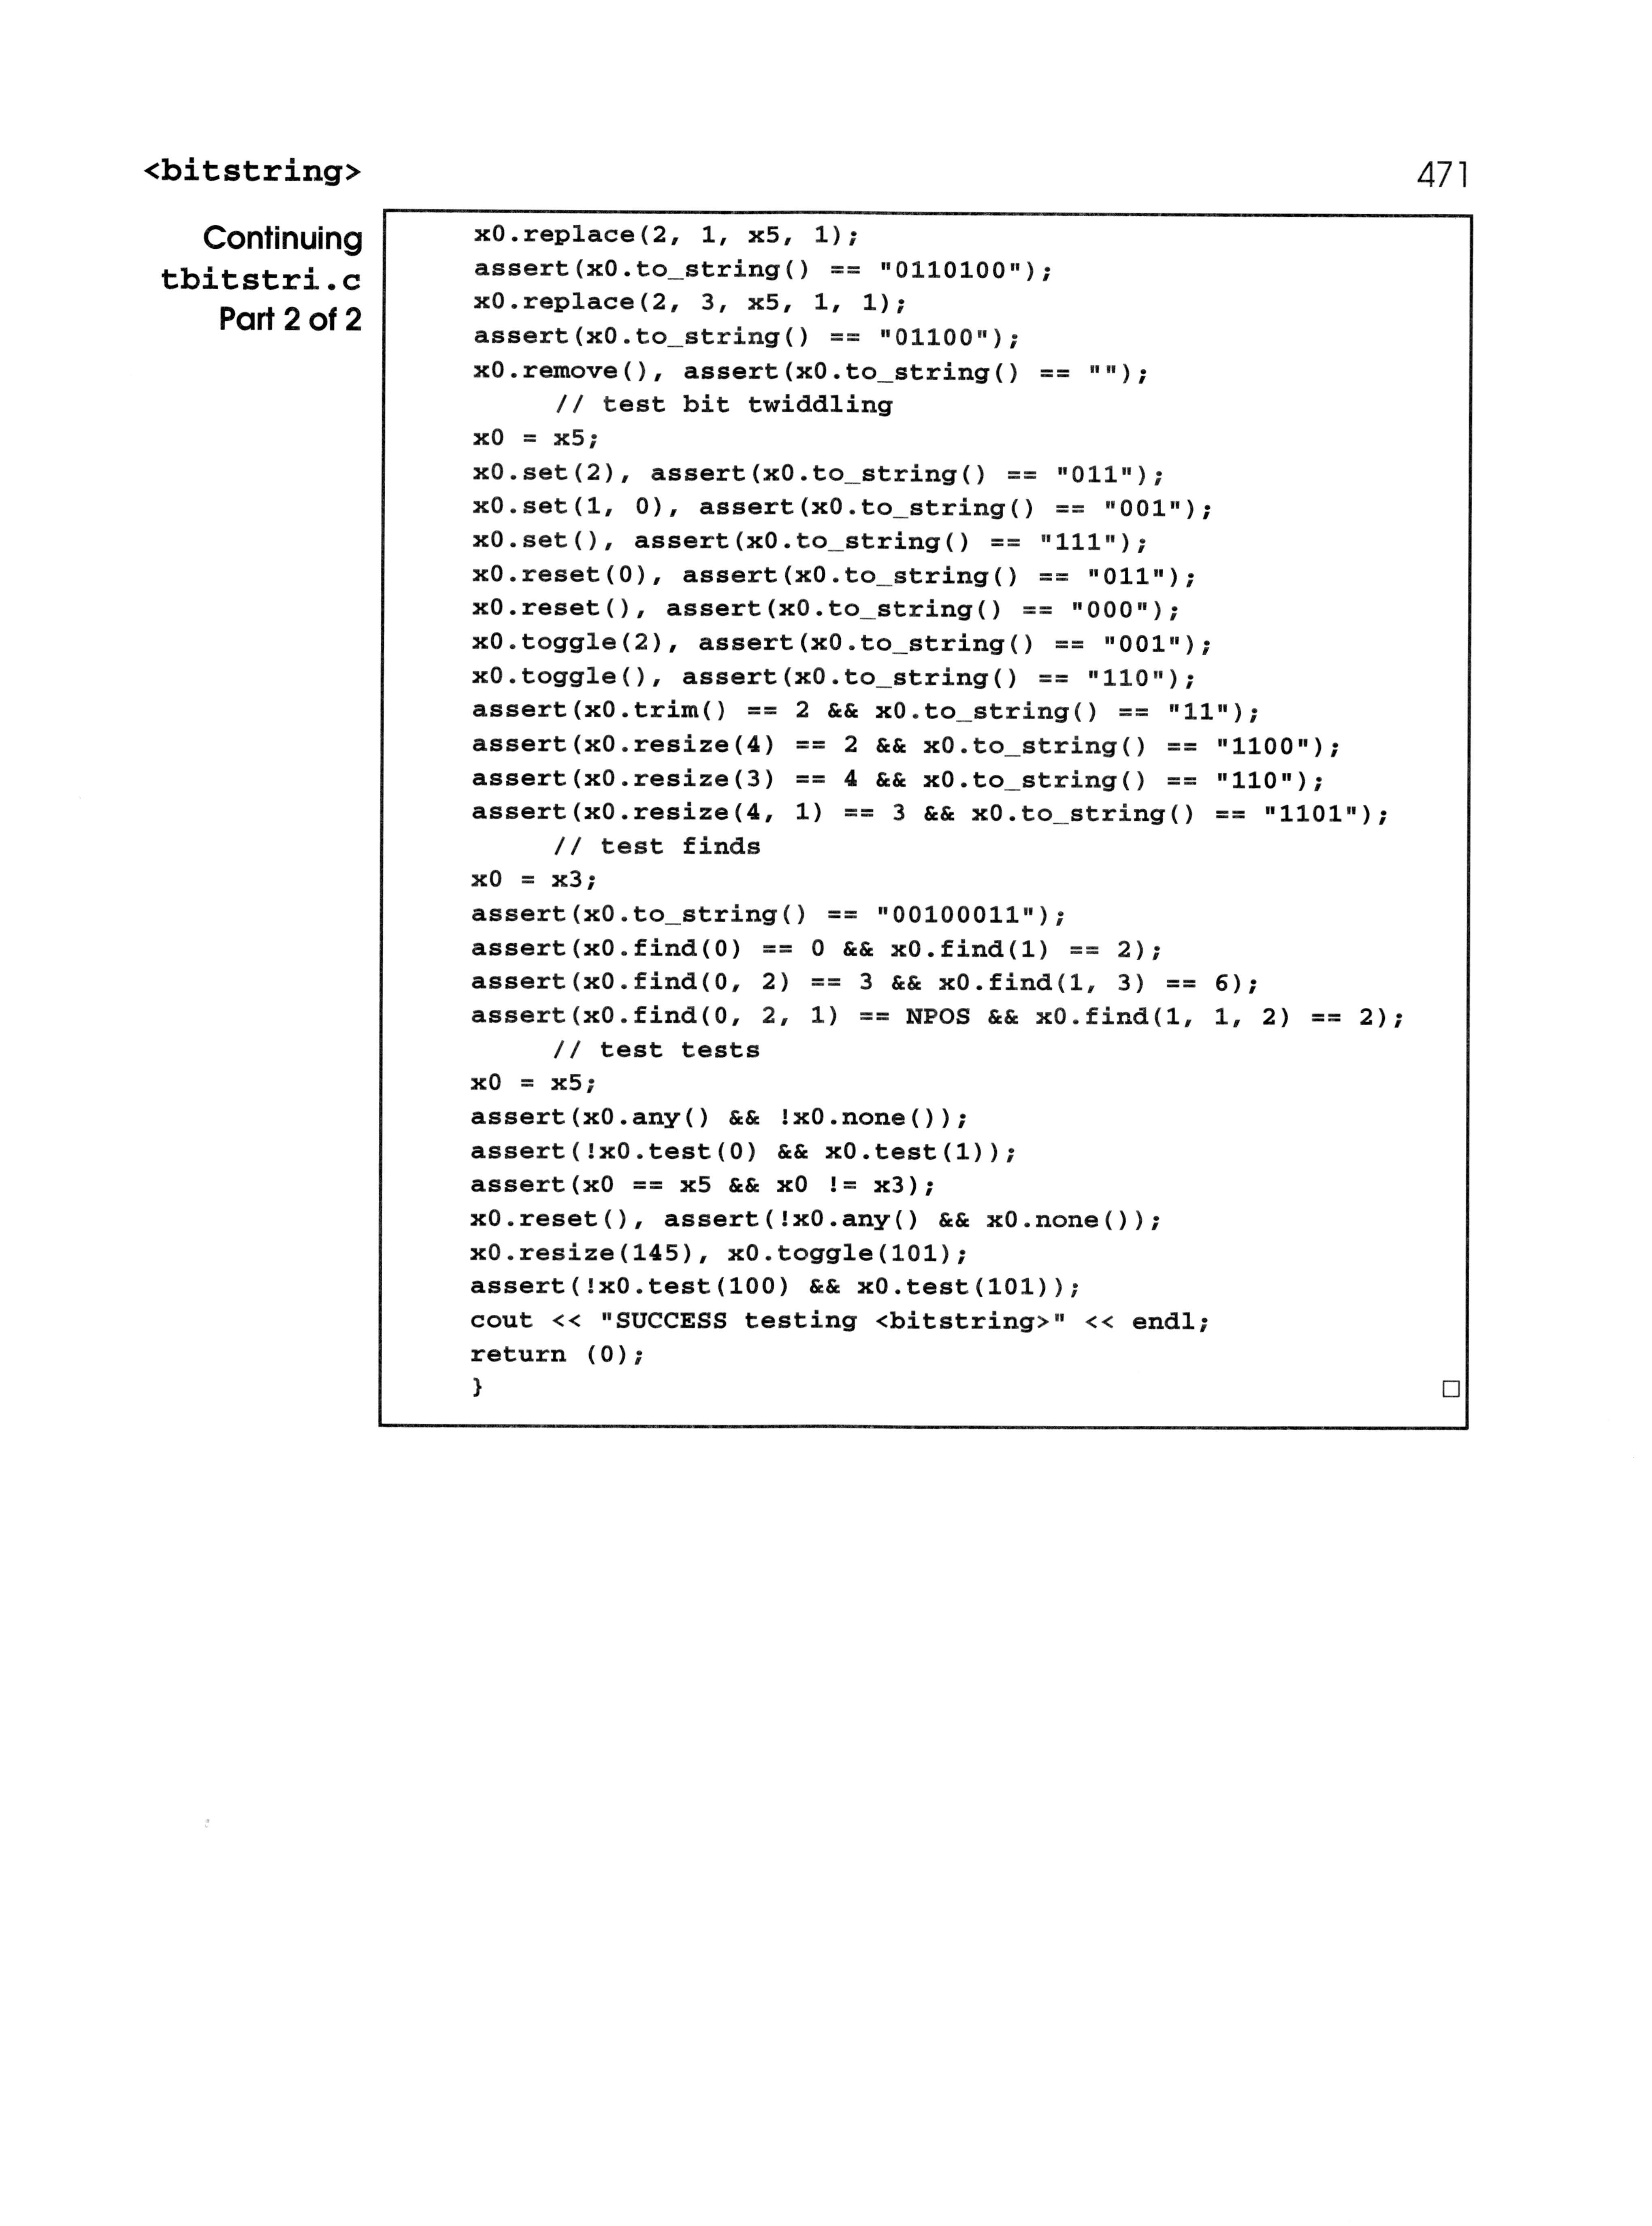 <bitstring>
471
Continuing
tbitstri.c
Part 2 of 2
x0.replace(2, 1, x5, 1);
assert(x0.to_string() == "0110100");
x0.replace(2, 3, x5, 1, 1);
assert(x0.to_string() == "01100");
x0.remove(), assert(x0.to_string() == "");
// test bit twiddling
x0 = x5;
x0.set(2), assert(x0.to_string() == "011");
x0.set(1, 0), assert(x0.to_string() == "001");
x0.set(), assert(x0.to_string() == "111");
x0.reset(0), assert(x0.to_string() == "011");
x0.reset(), assert(x0.to_string() == "000");
x0.toggle(2), assert(x0.to_string() == "001");
x0.toggle(), assert(x0.to_string() == "110");
assert(x0.trim() == 2 && x0.to_string() == "11");
assert(x0.resize(4) == 2 && x0.to_string() == "1100");
assert(x0.resize(3) == 4 && x0.to_string() == "110");
assert(x0.resize(4, 1) == 3 && x0.to_string() == "1101");
// test finds
x0 = x3;
assert(x0.to_string() == "00100011");
assert(x0.find(0) == 0 && x0.find(1) == 2);
assert(x0.find(0, 2) == 3 && x0.find(1, 3) == 6);
assert(x0.find(0, 2, 1) == NPOS && x0.find(1, 1, 2) == 2);
// test tests
x0 = x5;
assert(x0.any() && !x0.none());
assert(!x0.test(0) && x0.test(1));
assert(x0 == x5 && x0 != x3);
x0.reset(), assert(!x0.any() && x0.none());
x0.resize(145), x0.toggle(101);
assert(!x0.test(100) && x0.test(101));
cout << "SUCCESS testing <bitstring>" << endl;
return (0);
}